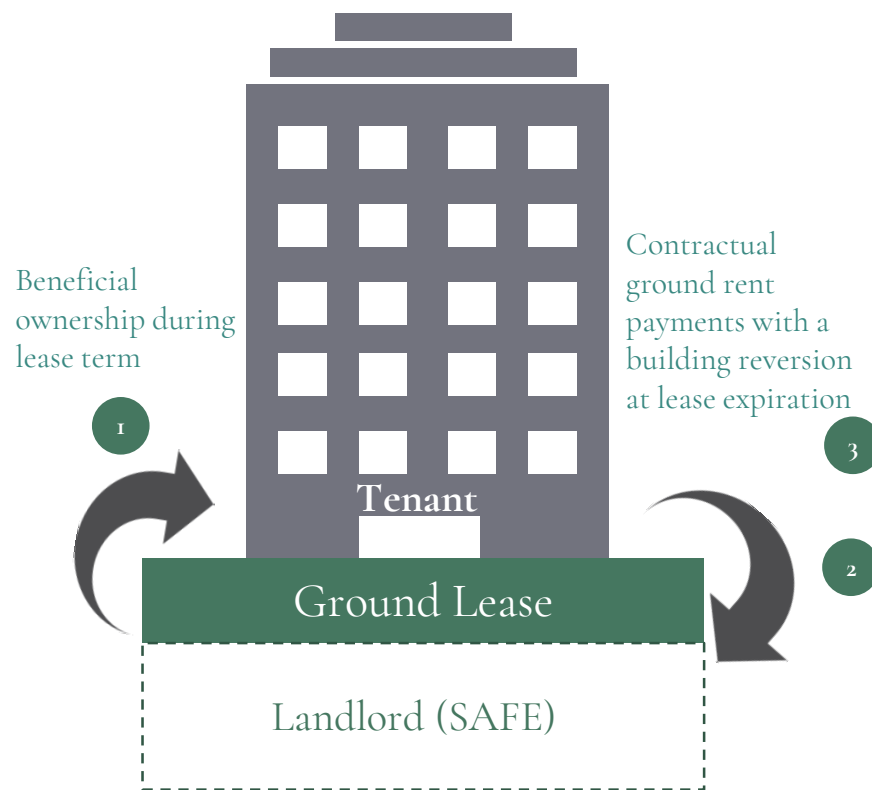 Beneficial
ownership during
lease term
1
Contractual
ground rent
payments with a
building reversion
at lease expiration
3
2
Tenant
Ground Lease
Landlord (SAFE)